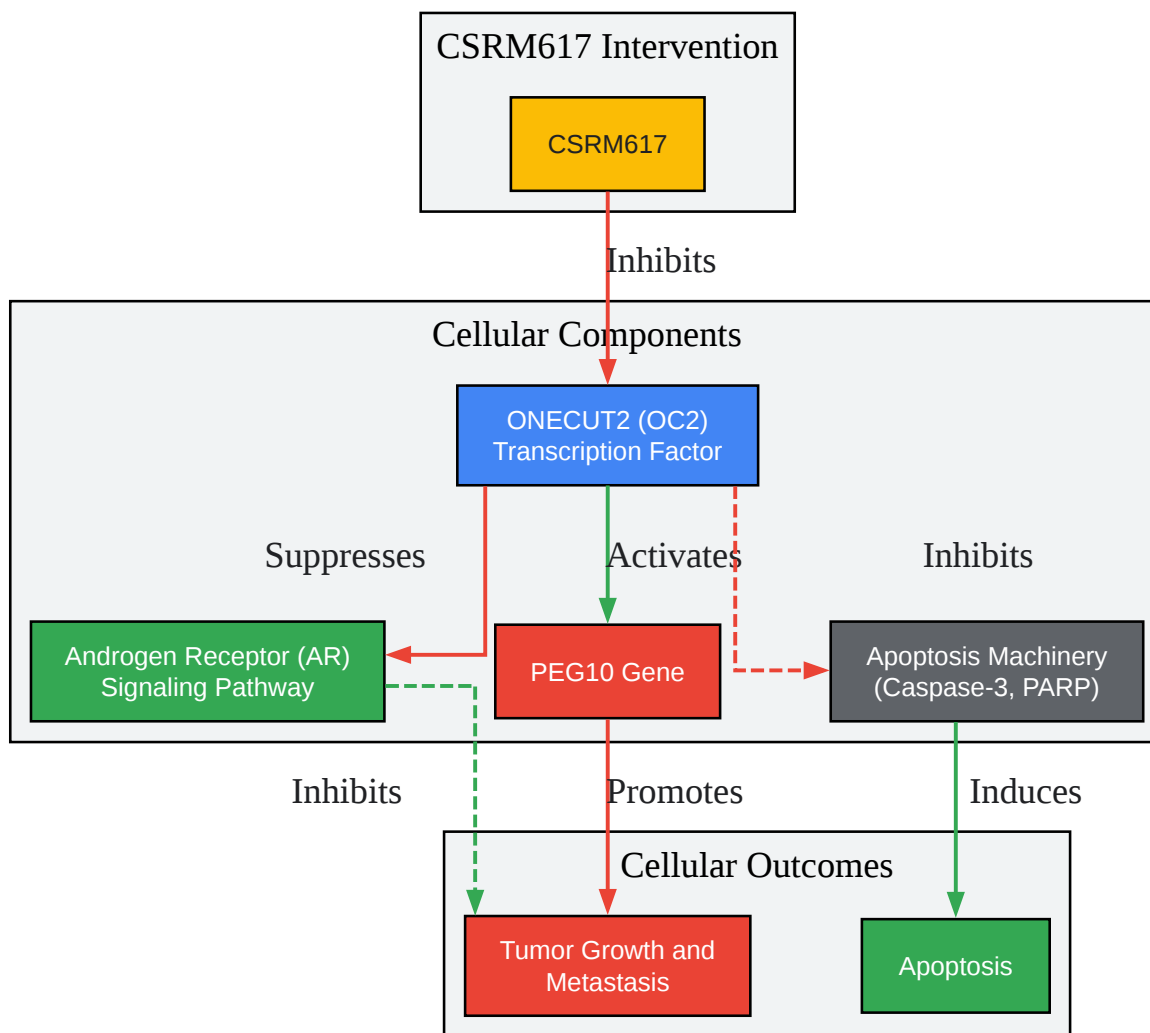 CSRM617 Intervention
CSRM617
Inhibits
Cellular Components
ONECUT2 (OC2)
Transcription Factor
Suppresses
Activates
Inhibits
Androgen Receptor (AR)
Signaling Pathway
PEG10 Gene
Apoptosis Machinery
(Caspase-3, PARP)
Inhibits
Promotes
Induces
Cellular Outcomes
Tumor Growth and
Metastasis
Apoptosis